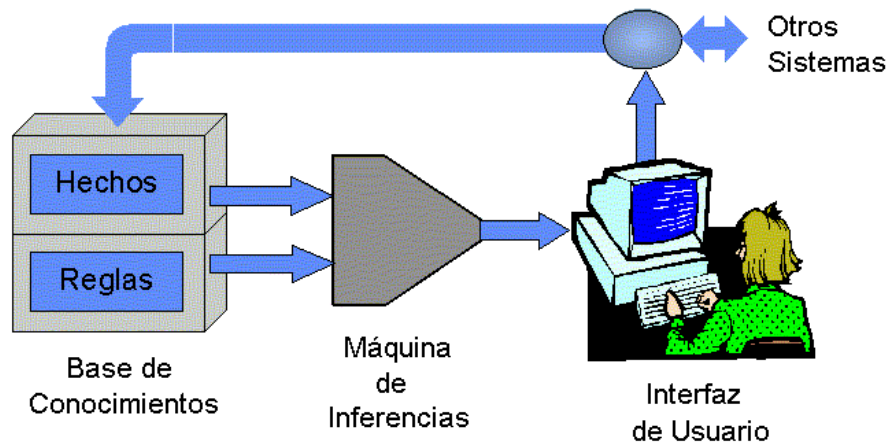 Otros
Sistemas
Hechos
Reglas
Base de
Conocimientos
Máquina
de
Inferencias
Interfaz
de Usuario